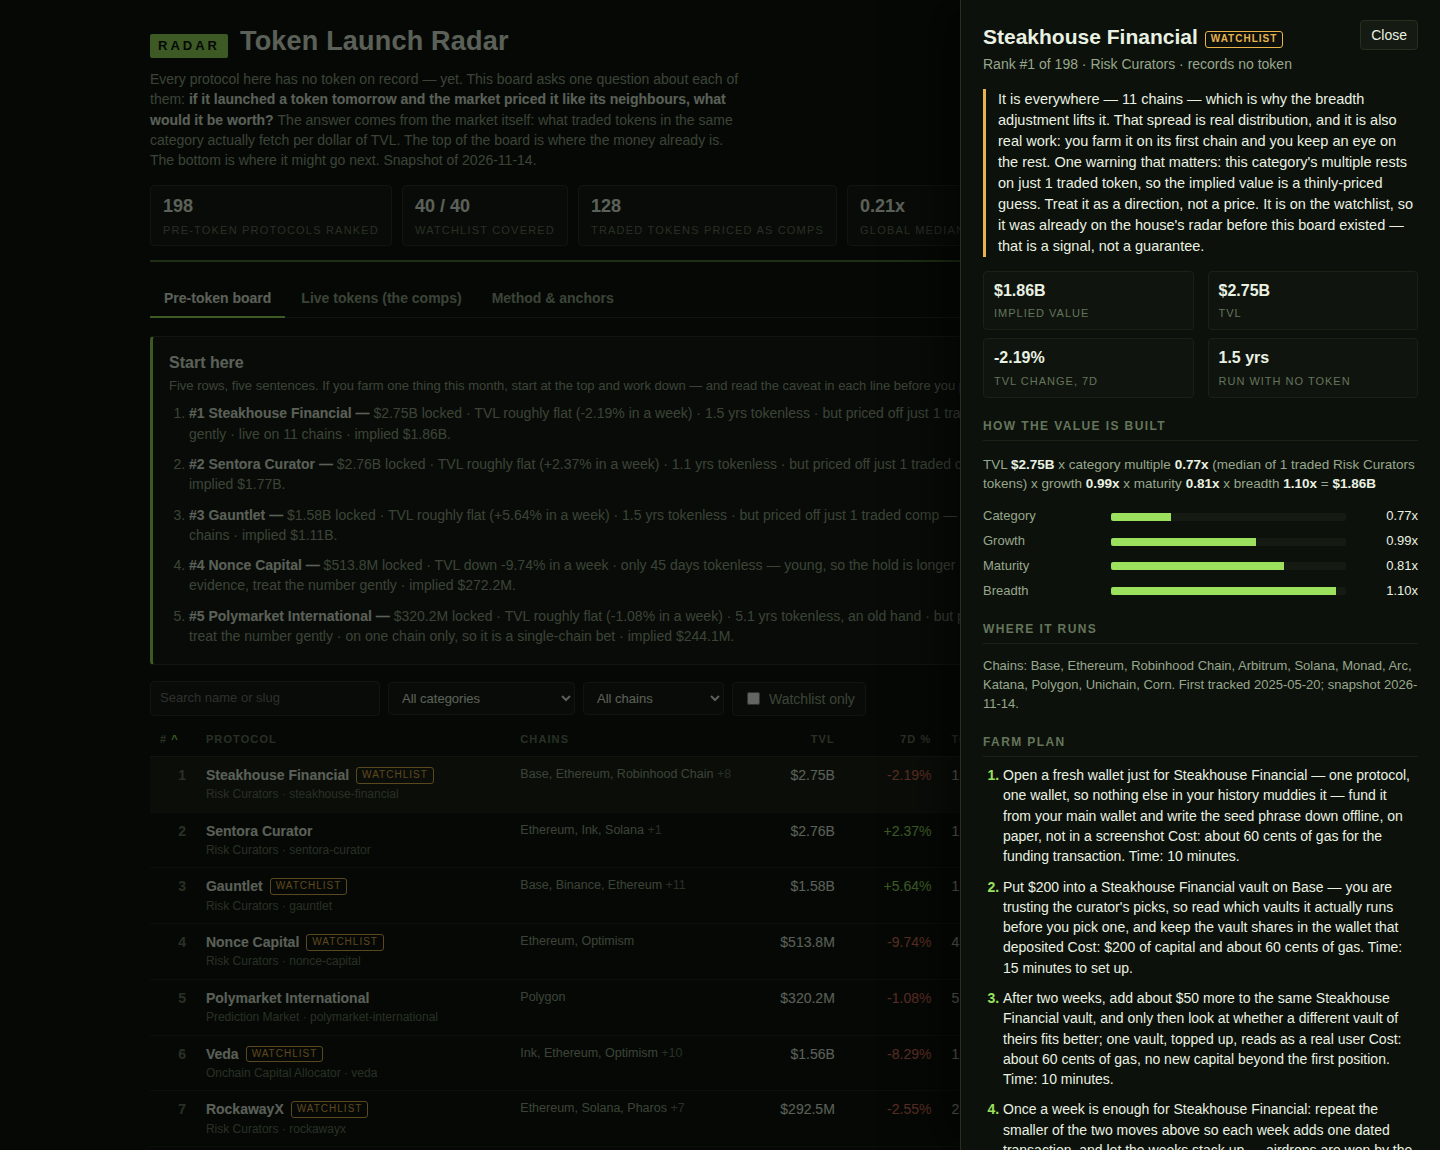 RADAR Token Launch Radar
Every protocol here has no token on record — yet. This board asks one question about each of
them: if it launched a token tomorrow and the market priced it like its neighbours, what
would it be worth? The answer comes from the market itself: what traded tokens in the same
category actually fetch per dollar of TVL. The top of the board is where the money already is.
The bottom is where it might go next. Snapshot of 2026-11-14.
198
PRE-TOKEN PROTOCOLS RANKED
40 / 40
WATCHLIST COVERED
128
TRADED TOKENS PRICED AS COMPS
0.21x
GLOBAL MEDIAN
Pre-token board
Live tokens (the comps)
Method & anchors
Start here
Five rows, five sentences. If you farm one thing this month, start at the top and work down — and read the caveat in each line before you
1. #1 Steakhouse Financial — $2.75B locked · TVL roughly flat (-2.19% in a week) · 1.5 yrs tokenless · but priced off just 1 tra
gently · live on 11 chains · implied $1.86B.
2. #2 Sentora Curator — $2.76B locked · TVL roughly flat (+2.37% in a week) · 1.1 yrs tokenless · but priced off just 1 traded
implied $1.77B.
3. #3 Gauntlet — $1.58B locked · TVL roughly flat (+5.64% in a week) · 1.5 yrs tokenless · but priced off just 1 traded comp —
chains · implied $1.11B.
4. #4 Nonce Capital — $513.8M locked · TVL down -9.74% in a week · only 45 days tokenless — young, so the hold is longer
evidence, treat the number gently · implied $272.2M.
5. #5 Polymarket International — $320.2M locked · TVL roughly flat (-1.08% in a week) · 5.1 yrs tokenless, an old hand · but
treat the number gently · on one chain only, so it is a single-chain bet · implied $244.1M.
Search name or slug
All categories
All chains
Watchlist only
# ^ PROTOCOL CHAINS TVL 7D %
1 Steakhouse Financial WATCHLIST Base, Ethereum, Robinhood Chain +8 $2.75B -2.19% 1
Risk Curators · steakhouse-financial
2 Sentora Curator Ethereum, Ink, Solana +1 $2.76B +2.37% 1
Risk Curators · sentora-curator
3 Gauntlet WATCHLIST Base, Binance, Ethereum +11 $1.58B +5.64% 1
Risk Curators · gauntlet
4 Nonce Capital WATCHLIST Ethereum, Optimism $513.8M -9.74% 4
Risk Curators · nonce-capital
5 Polymarket International Polygon $320.2M -1.08% 5
Prediction Market · polymarket-international
6 Veda WATCHLIST Ink, Ethereum, Optimism +10 $1.56B -8.29% 1
Onchain Capital Allocator · veda
7 RockawayX WATCHLIST Ethereum, Solana, Pharos +7 $292.5M -2.55% 2
Risk Curators · rockawayx
Steakhouse Financial WATCHLIST
Close
Rank #1 of 198 · Risk Curators · records no token
It is everywhere — 11 chains — which is why the breadth
adjustment lifts it. That spread is real distribution, and it is also
real work: you farm it on its first chain and you keep an eye on
the rest. One warning that matters: this category's multiple rests
on just 1 traded token, so the implied value is a thinly-priced
guess. Treat it as a direction, not a price. It is on the watchlist, so
it was already on the house's radar before this board existed —
that is a signal, not a guarantee.
$1.86B
IMPLIED VALUE
$2.75B
TVL
-2.19%
TVL CHANGE, 7D
1.5 yrs
RUN WITH NO TOKEN
HOW THE VALUE IS BUILT
TVL $2.75B x category multiple 0.77x (median of 1 traded Risk Curators
tokens) x growth 0.99x x maturity 0.81x x breadth 1.10x = $1.86B
Category 0.77x
Growth 0.99x
Maturity 0.81x
Breadth 1.10x
WHERE IT RUNS
Chains: Base, Ethereum, Robinhood Chain, Arbitrum, Solana, Monad, Arc,
Katana, Polygon, Unichain, Corn. First tracked 2025-05-20; snapshot 2026-
11-14.
FARM PLAN
1. Open a fresh wallet just for Steakhouse Financial — one protocol,
one wallet, so nothing else in your history muddies it — fund it
from your main wallet and write the seed phrase down offline, on
paper, not in a screenshot Cost: about 60 cents of gas for the
funding transaction. Time: 10 minutes.
2. Put $200 into a Steakhouse Financial vault on Base — you are
trusting the curator's picks, so read which vaults it actually runs
before you pick one, and keep the vault shares in the wallet that
deposited Cost: $200 of capital and about 60 cents of gas. Time:
15 minutes to set up.
3. After two weeks, add about $50 more to the same Steakhouse
Financial vault, and only then look at whether a different vault of
theirs fits better; one vault, topped up, reads as a real user Cost:
about 60 cents of gas, no new capital beyond the first position.
Time: 10 minutes.
4. Once a week is enough for Steakhouse Financial: repeat the
smaller of the two moves above so each week adds one dated
transaction, and let the weeks stack up — airdrops are won by the